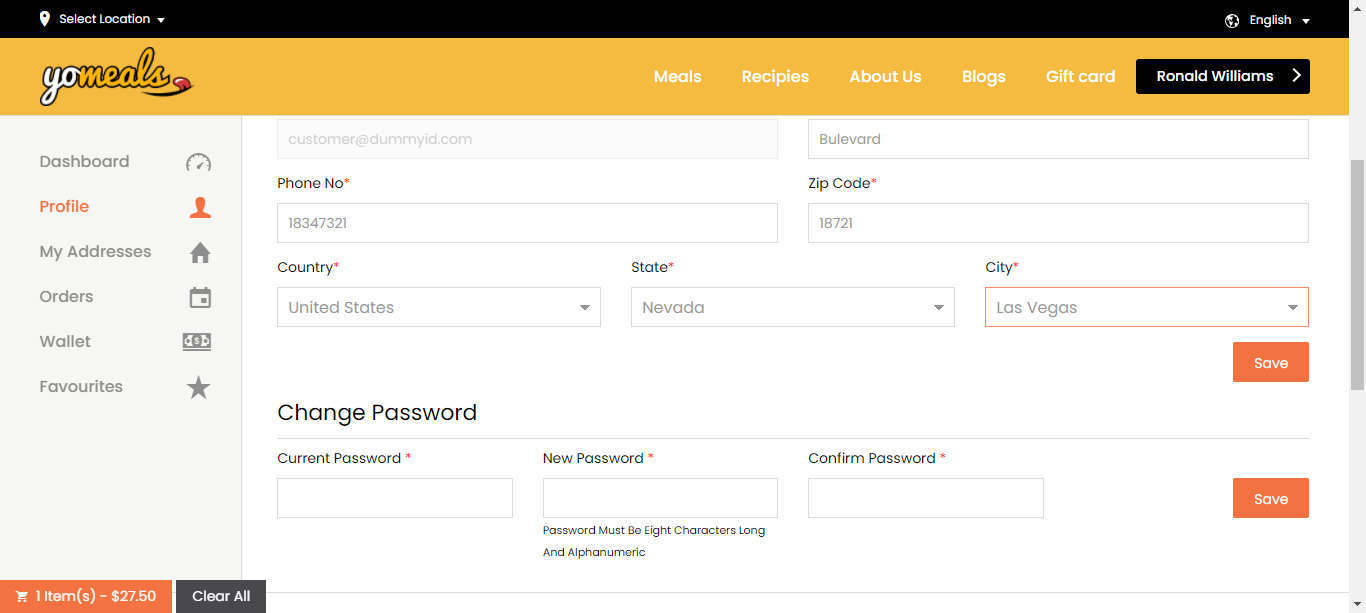 Select Location
English
yomeals
Meals Recipies About Us Blogs Gift card Ronald Williams
Dashboard
Profile
My Addresses
Orders
Wallet
Favourites
customer@dummyid.com Bulevard
Phone No* Zip Code*
18347321 18721
Country* State* City*
United States Nevada Las Vegas
Save
Change Password
Current Password * New Password * Confirm Password *
Save
Password Must Be Eight Characters Long
And Alphanumeric
1 Item(s) - $27.50 Clear All